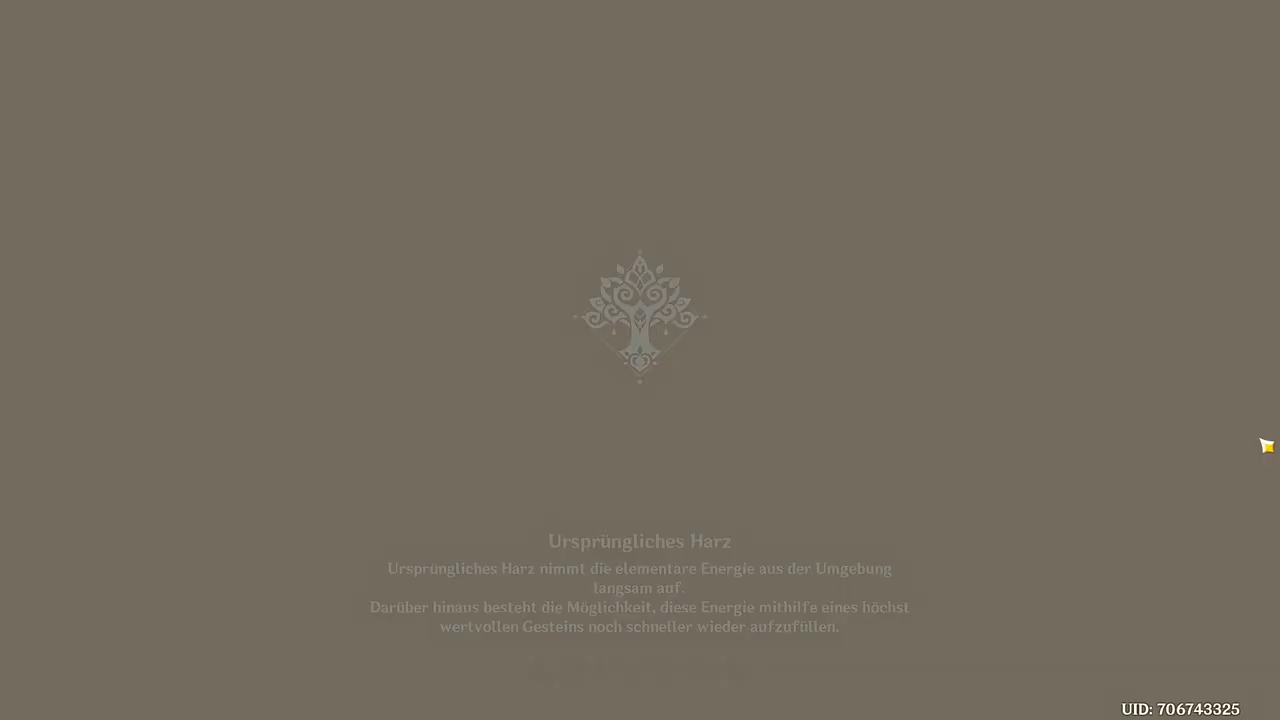 Ursprüngliches Harz
Ursprüngliches Harz nimmt die elementare Energie aus der Umgebung
langsam auf.
Darüber hinaus besteht die Möglichkeit, diese Energie mithilfe eines höchst
wertvollen Gesteins noch schneller wieder aufzufüllen.
UID: 706743325